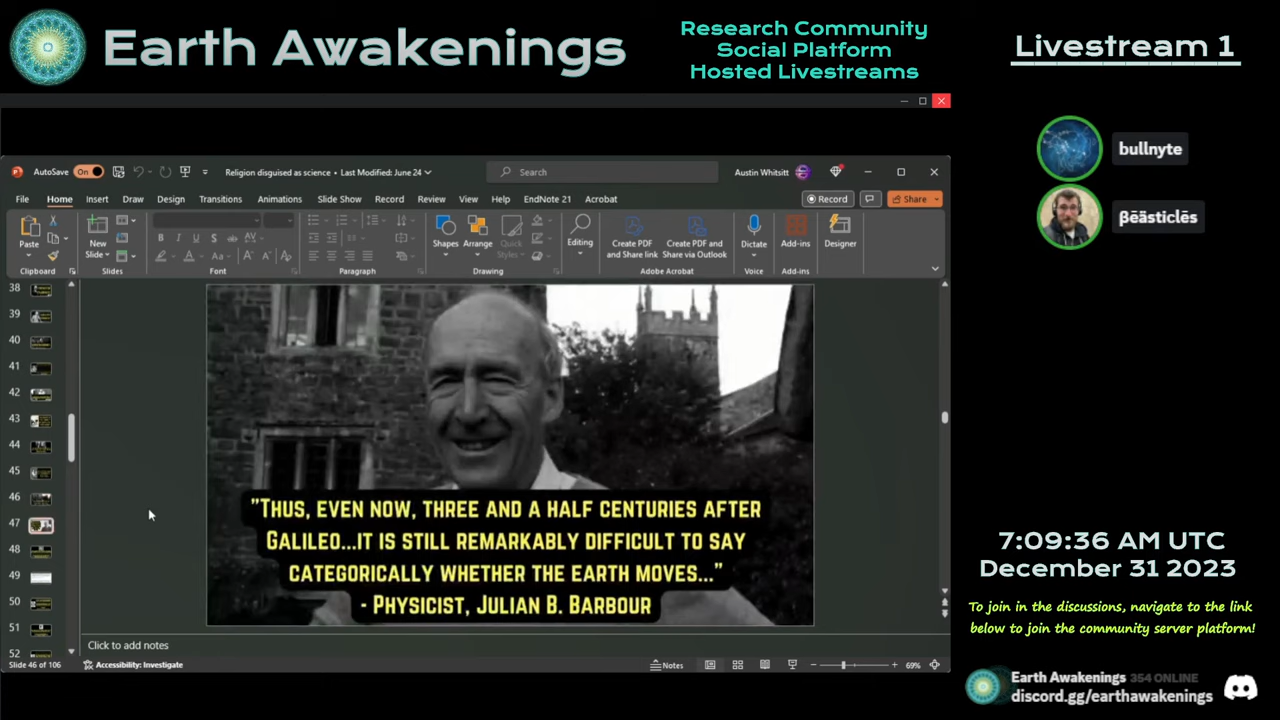 Earth Awakenings
Research Community
Social Platform
Hosted Livestreams
Livestream 1
bullnyte
βēästïclēs
AutoSave On
Religion disguised as science • Last Modified: June 24
Search
Austin Whitsitt
File Home Insert Draw Design Transitions Animations Slide Show Record Review View Help EndNote 21 Acrobat
Record Share
Paste
New
Slide
Shapes
Arrange
Quick
Styles
Editing
Create PDF
and Share link
Create PDF and
Share via Outlook
Dictate
Add-ins
Designer
Clipboard Slides Font Paragraph Drawing Adobe Acrobat Voice Add-ins
38
39
40
41
42
43
44
45
46
47
48
49
50
51
52
"THUS, EVEN NOW, THREE AND A HALF CENTURIES AFTER
GALILEO...IT IS STILL REMARKABLY DIFFICULT TO SAY
CATEGORICALLY WHETHER THE EARTH MOVES..."
- PHYSICIST, JULIAN B. BARBOUR
Click to add notes
Slide 46 of 106 Accessibility: Investigate Notes 69%
7:09:36 AM UTC
December 31 2023
To join in the discussions, navigate to the link
below to join the community server platform!
Earth Awakenings 354 ONLINE
discord.gg/earthawakenings